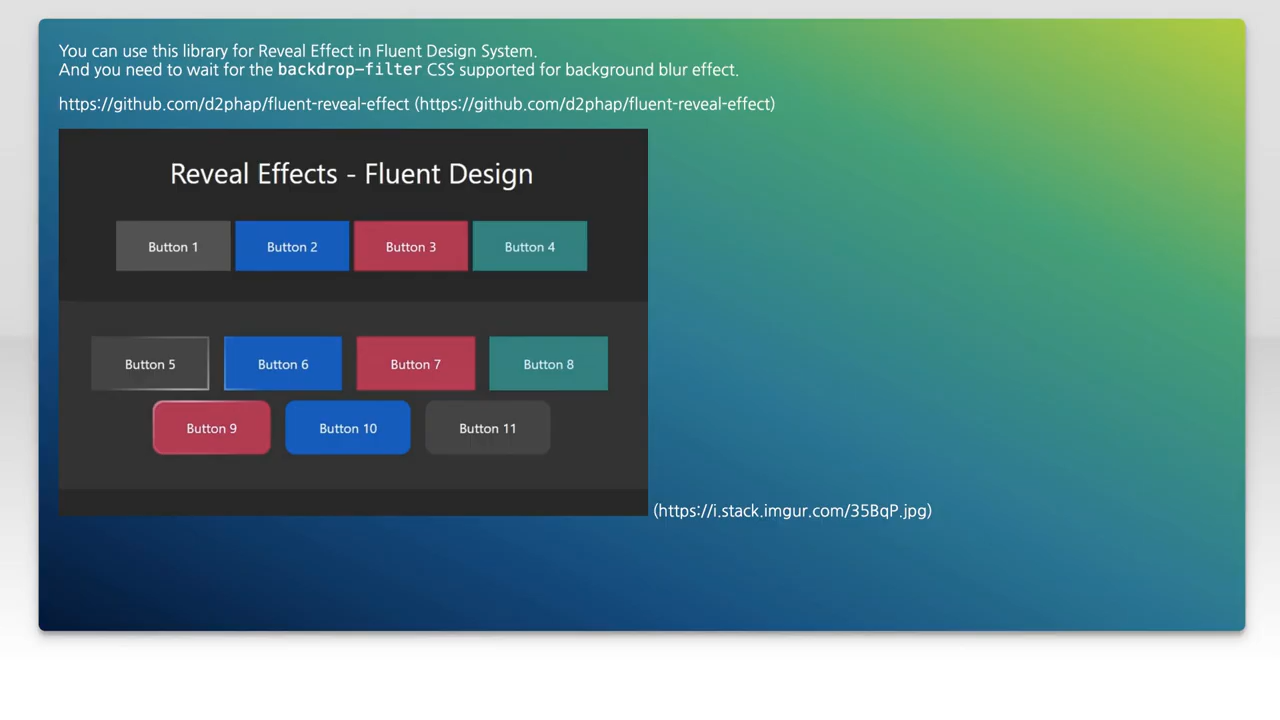 You can use this library for Reveal Effect in Fluent Design System.
And you need to wait for the backdrop-filter CSS supported for background blur effect.
https://github.com/d2phap/fluent-reveal-effect (https://github.com/d2phap/fluent-reveal-effect)
Reveal Effects - Fluent Design
Button 1 Button 2 Button 3 Button 4
Button 5 Button 6 Button 7 Button 8
Button 9 Button 10 Button 11
(https://i.stack.imgur.com/35BqP.jpg)